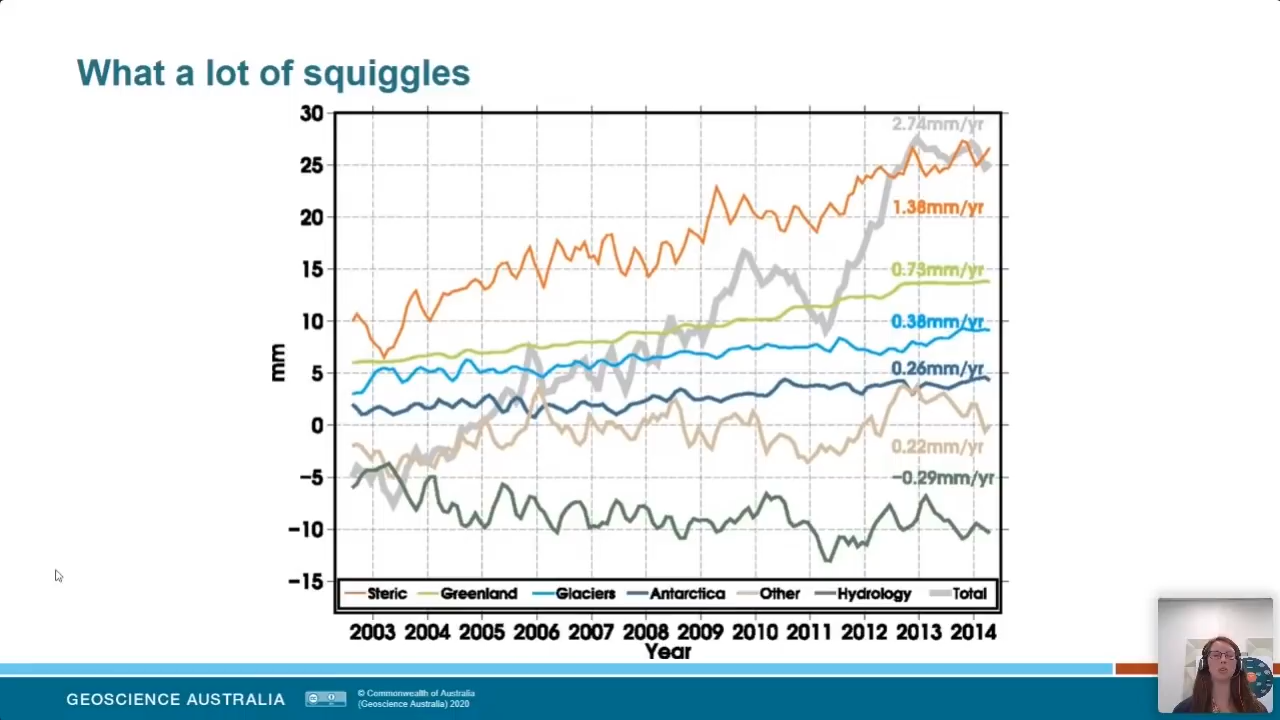 What a lot of squiggles
30
25
20
15
10
5
0
−5
−10
−15
mm
2.74mm/yr
1.38mm/yr
0.73mm/yr
0.38mm/yr
0.26mm/yr
0.22mm/yr
−0.29mm/yr
Steric Greenland Glaciers Antarctica Other Hydrology Total
2003 2004 2005 2006 2007 2008 2009 2010 2011 2012 2013 2014
Year
GEOSCIENCE AUSTRALIA
© Commonwealth of Australia
(Geoscience Australia) 2020